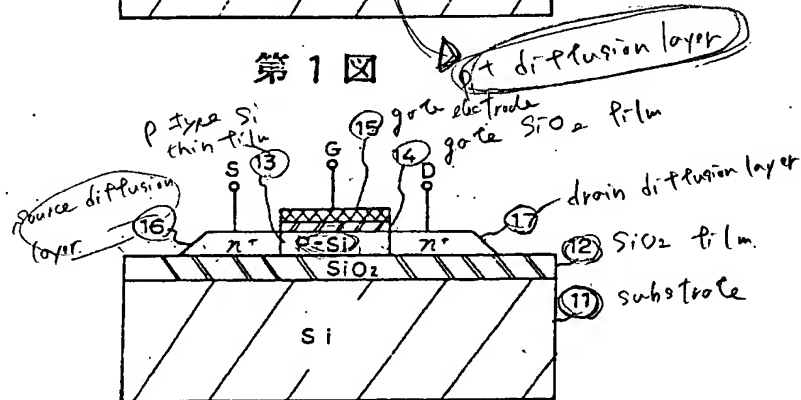 p+ diffusion layer
第1図
p type Si
thin film
13
15 gate electrode
14 gate SiO2 film
S
G
D
source diffusion
layer
16
17 drain diffusion layer
n+
P-Si
n+
12 SiO2 film
SiO2
11 substrate
Si